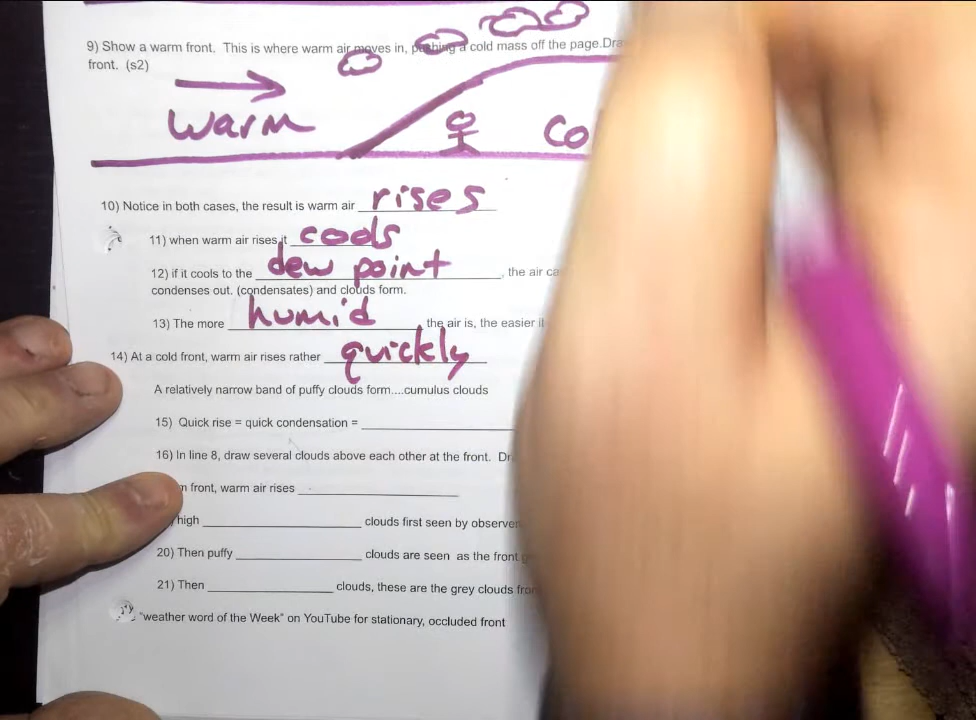 9) Show a warm front. This is where warm air moves in, pushing a cold mass off the page.Dra
front. (s2)
warm
Co
10) Notice in both cases, the result is warm air rises
11) when warm air rises,it cools
12) if it cools to the dew point, the air ca
condenses out. (condensates) and clouds form.
13) The more humid, the air is, the easier it
14) At a cold front, warm air rises rather quickly
A relatively narrow band of puffy clouds form....cumulus clouds
15) Quick rise = quick condensation = ____
16) In line 8, draw several clouds above each other at the front. Dr
front, warm air rises ____
high ____ clouds first seen by observer
20) Then puffy ____ clouds are seen as the front
21) Then ____ clouds, these are the grey clouds from
"weather word of the Week" on YouTube for stationary, occluded front